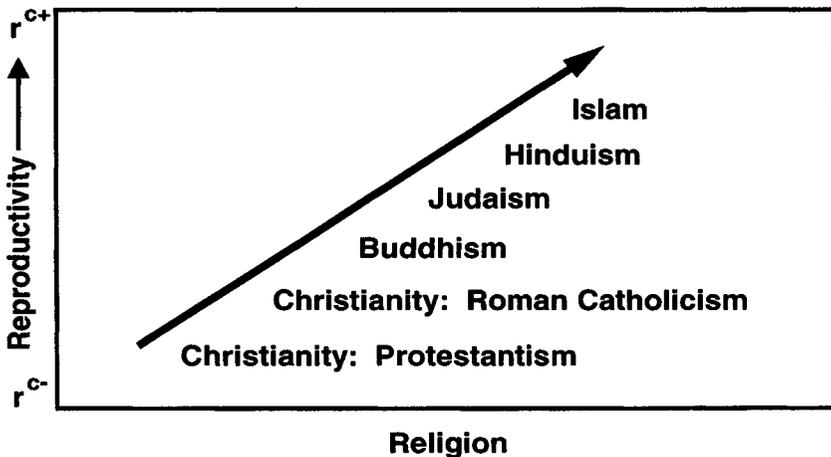 r^c+
Reproductivity
r^c-
Islam
Hinduism
Judaism
Buddhism
Christianity: Roman Catholicism
Christianity: Protestantism
Religion